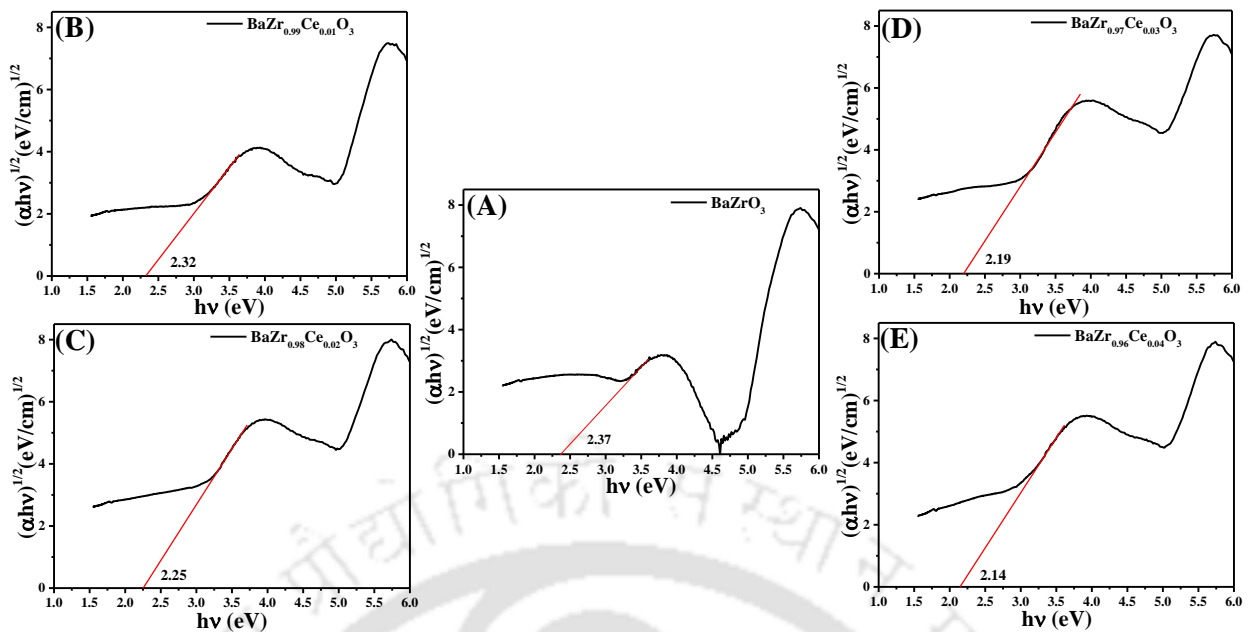 (B)
BaZr0.99Ce0.01O3
(αhν)1/2(eV/cm)1/2
8
6
4
2
0
2.32
1.0 1.5 2.0 2.5 3.0 3.5 4.0 4.5 5.0 5.5 6.0
hν (eV)
(C)
BaZr0.98Ce0.02O3
(αhν)1/2(eV/cm)1/2
8
6
4
2
0
2.25
1.0 1.5 2.0 2.5 3.0 3.5 4.0 4.5 5.0 5.5 6.0
hν (eV)
(A)
BaZrO3
(αhν)1/2(eV/cm)1/2
8
6
4
2
0
2.37
1.0 1.5 2.0 2.5 3.0 3.5 4.0 4.5 5.0 5.5 6.0
hν (eV)
(D)
BaZr0.97Ce0.03O3
(αhν)1/2(eV/cm)1/2
8
6
4
2
0
2.19
1.0 1.5 2.0 2.5 3.0 3.5 4.0 4.5 5.0 5.5 6.0
hν (eV)
(E)
BaZr0.96Ce0.04O3
(αhν)1/2(eV/cm)1/2
8
6
4
2
0
2.14
1.0 1.5 2.0 2.5 3.0 3.5 4.0 4.5 5.0 5.5 6.0
hν (eV)